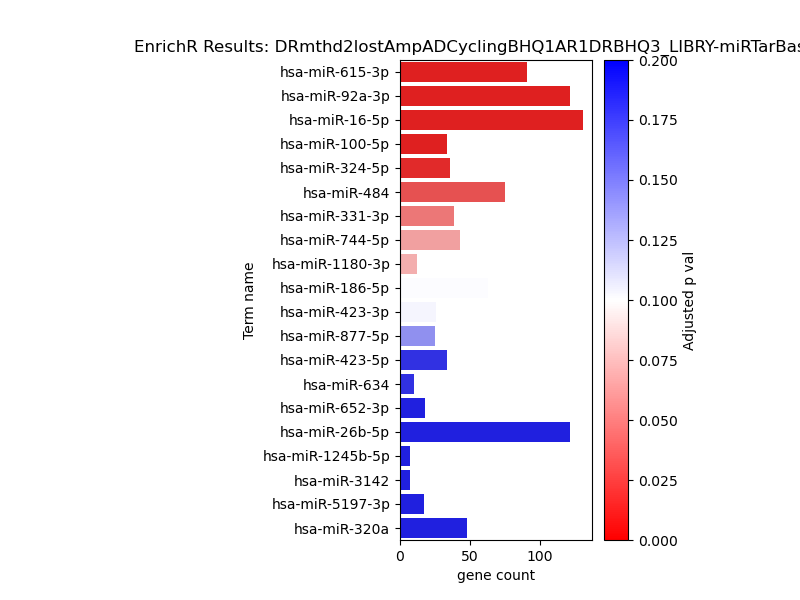 EnrichR Results: DRmthd2lostAmpADCyclingBHQ1AR1DRBHQ3_LIBRY-miRTarBas
hsa-miR-615-3p
hsa-miR-92a-3p
hsa-miR-16-5p
hsa-miR-100-5p
hsa-miR-324-5p
hsa-miR-484
hsa-miR-331-3p
hsa-miR-744-5p
hsa-miR-1180-3p
hsa-miR-186-5p
hsa-miR-423-3p
hsa-miR-877-5p
hsa-miR-423-5p
hsa-miR-634
hsa-miR-652-3p
hsa-miR-26b-5p
hsa-miR-1245b-5p
hsa-miR-3142
hsa-miR-5197-3p
hsa-miR-320a
Term name
0 50 100
gene count
0.200
0.175
0.150
0.125
0.100
0.075
0.050
0.025
0.000
Adjusted p val